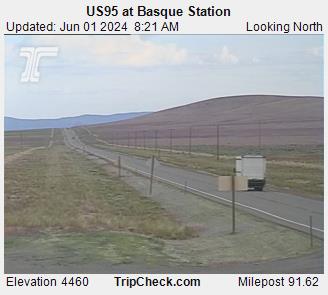 US95 at Basque Station
Updated: Jun 01 2024 8:21 AM Looking North
Elevation 4460 TripCheck.com Milepost 91.62